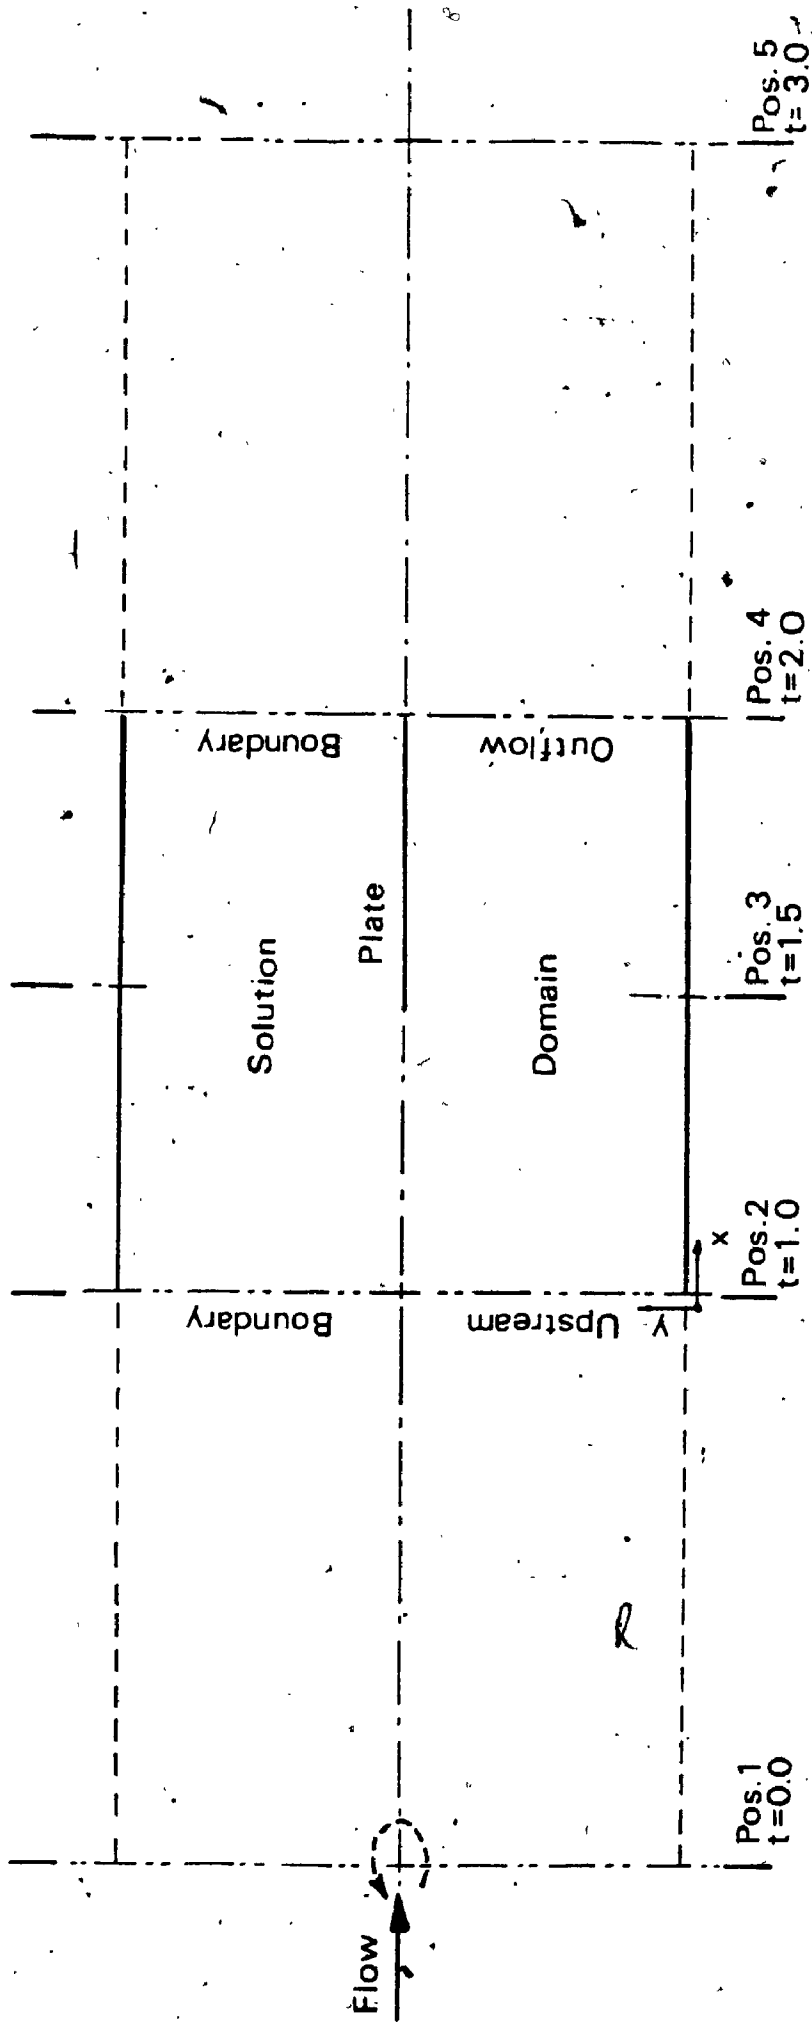 Flow
Pos.1
t=0.0
R
Boundary
Upstream
Y
x
Pos.2
t=1.0
Solution
Domain
Plate
Pos. 3
t=1.5
Boundary
Outflow
Pos. 4
t=2.0
Pos. 5
t= 3.0